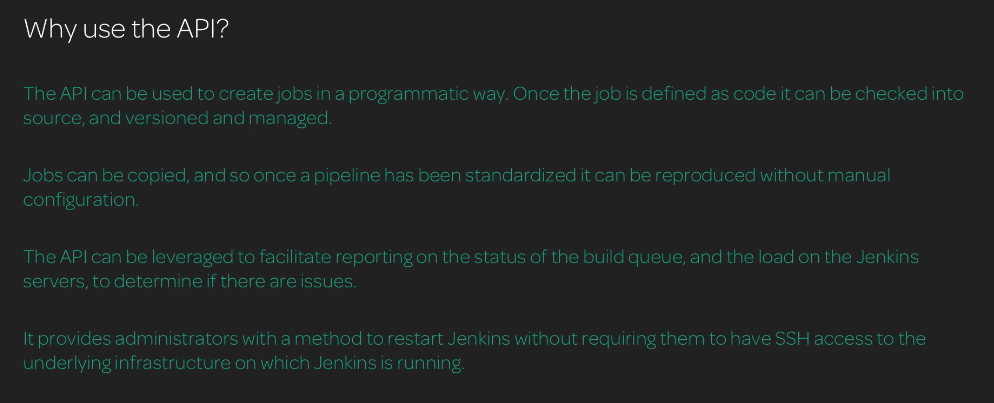 Why use the API?
The API can be used to create jobs in a programmatic way. Once the job is defined as code it can be checked into
source, and versioned and managed.
Jobs can be copied, and so once a pipeline has been standardized it can be reproduced without manual
configuration.
The API can be leveraged to facilitate reporting on the status of the build queue, and the load on the Jenkins
servers, to determine if there are issues.
It provides administrators with a method to restart Jenkins without requiring them to have SSH access to the
underlying infrastructure on which Jenkins is running.